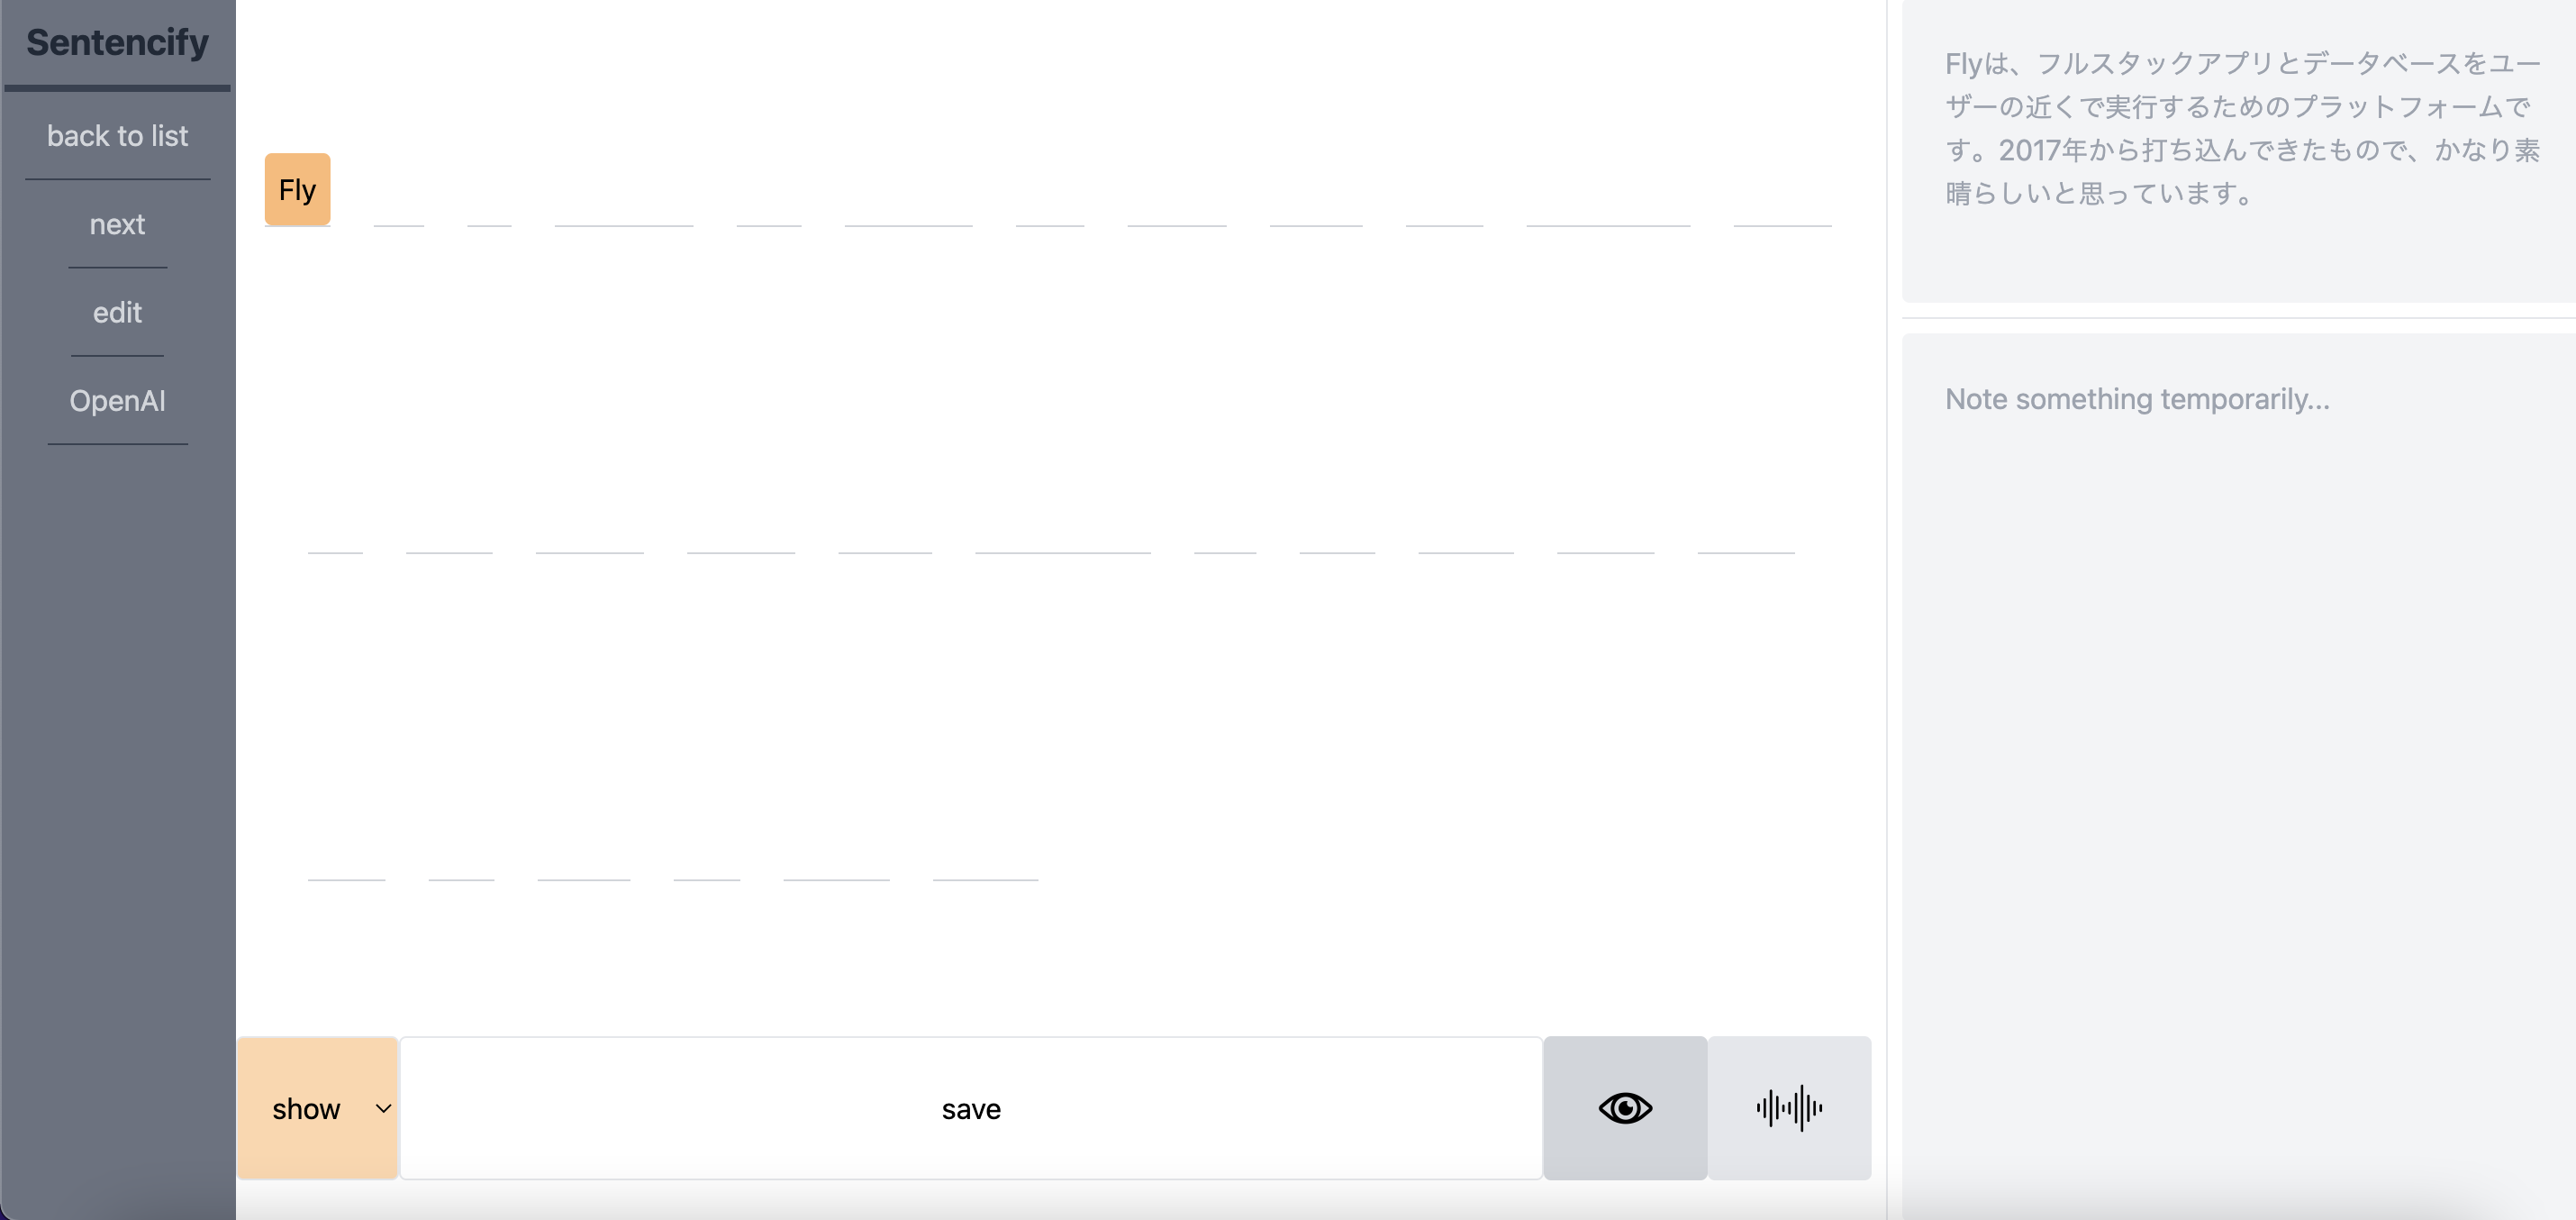 Sentencify
back to list
next
edit
OpenAI
Fly
show
save
Flyは、フルスタックアプリとデータベースをユー
ザーの近くで実行するためのプラットフォームで
す。2017年から打ち込んできたもので、かなり素
晴らしいと思っています。
Note something temporarily...